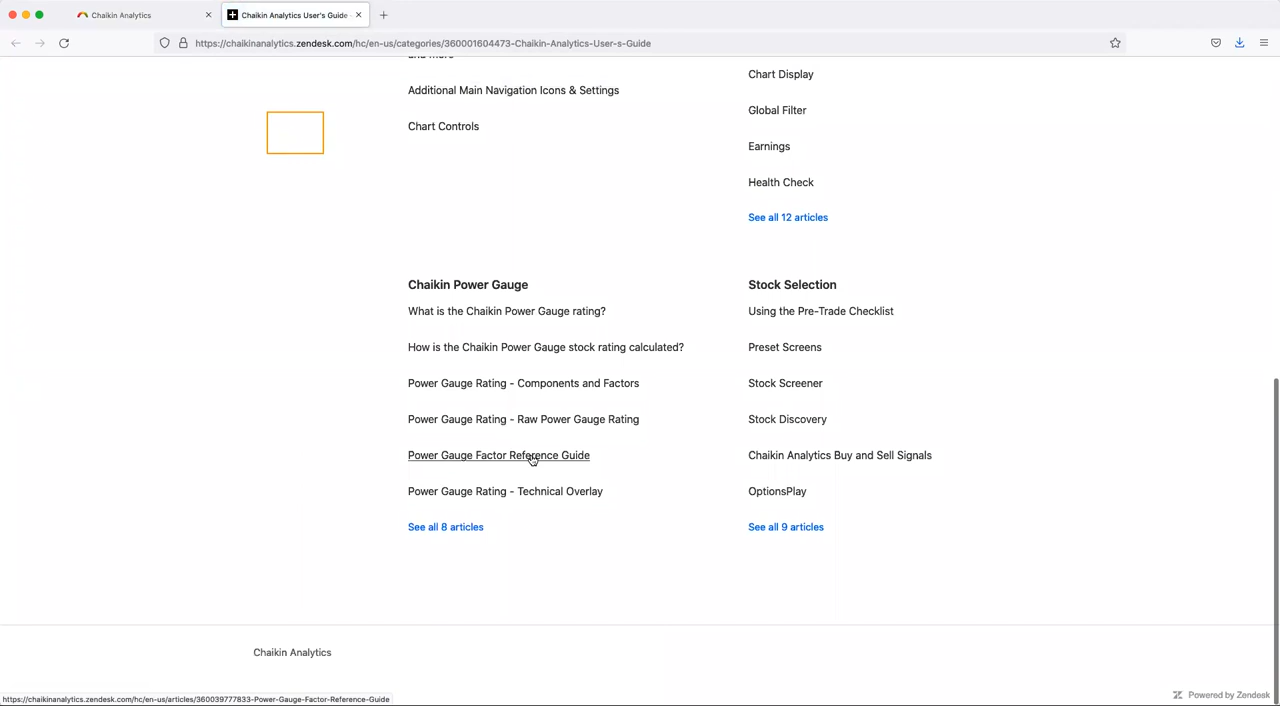 Chaikin Analytics
Chaikin Analytics User's Guide
https://chaikinanalytics.zendesk.com/hc/en-us/categories/360001604473-Chaikin-Analytics-User-s-Guide
and more
Additional Main Navigation Icons & Settings
Chart Controls
Chart Display
Global Filter
Earnings
Health Check
See all 12 articles
Chaikin Power Gauge
What is the Chaikin Power Gauge rating?
How is the Chaikin Power Gauge stock rating calculated?
Power Gauge Rating - Components and Factors
Power Gauge Rating - Raw Power Gauge Rating
Power Gauge Factor Reference Guide
Power Gauge Rating - Technical Overlay
See all 8 articles
Stock Selection
Using the Pre-Trade Checklist
Preset Screens
Stock Screener
Stock Discovery
Chaikin Analytics Buy and Sell Signals
OptionsPlay
See all 9 articles
Chaikin Analytics
https://chaikinanalytics.zendesk.com/hc/en-us/articles/360039777833-Power-Gauge-Factor-Reference-Guide
Powered by Zendesk